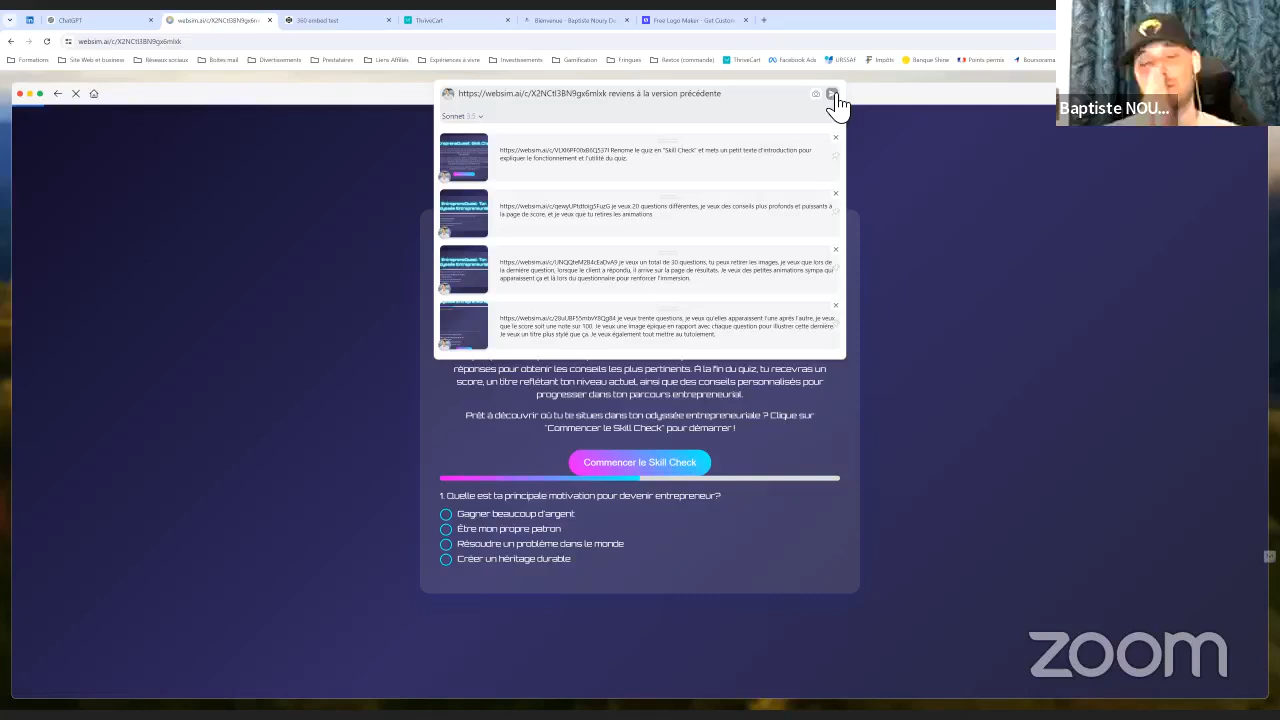 ChatGPT
websim.ai/c/X2NCtl3BN9gx6m
360 embed test
ThriveCart
Bienvenue - Baptiste Noury Do
Free Logo Maker - Get Custom
websim.ai/c/X2NCtl3BN9gx6mlxk
Formations
Site Web et business
Réseaux sociaux
Boites mail
Divertissements
Prestataires
Liens Affiliés
Expériences à vivre
Investissements
Gamification
Fringues
Reetos (commande)
ThriveCart
Facebook Ads
URSSAF
Impôts
Banque Shine
Points permis
Boursorama
Baptiste NOU...
https://websim.ai/c/X2NCtl3BN9gx6mlxk reviens à la version précédente
Sonnet 3.5
https://websim.ai/c/VLXl6PF00xB6Q537l Renome le quiz en "Skill Check" et mets un petit texte d'introduction pour
expliquer le fonctionnement et l'utilité du quiz.
https://websim.ai/c/qewyUPtdtoig5FuzG je veux 20 questions différentes, je veux des conseils plus profonds et puissants à
la page de score, et je veux que tu retires les animations
https://websim.ai/c/UNQQteM2B4cEaDvA9 je veux un total de 30 questions, tu peux retirer les images, je veux que lors de
la dernière question, lorsque le client a répondu, il arrive sur la page de résultats. Je veux des petites animations sympa qui
apparaissent ça et là lors du questionnaire pour renforcer l'immersion.
https://websim.ai/c/28uUBF55mbvY8Qg84 je veux trente questions, je veux qu'elles apparaissent l'une après l'autre, je veux
que le score soit une note sur 100. Je veux une image épique en rapport avec chaque question pour illustrer cette dernière.
Je veux un titre plus stylé que ça. Je veux également tout mettre au tutoiement.
réponses pour obtenir les conseils les plus pertinents. À la fin du quiz, tu recevras un
score, un titre reflétant ton niveau actuel, ainsi que des conseils personnalisés pour
progresser dans ton parcours entrepreneurial.
Prêt à découvrir où tu te situes dans ton odyssée entrepreneuriale ? Clique sur
"Commencer le Skill Check" pour démarrer !
Commencer le Skill Check
1. Quelle est ta principale motivation pour devenir entrepreneur?
Gagner beaucoup d'argent
Être mon propre patron
Résoudre un problème dans le monde
Créer un héritage durable
zoom